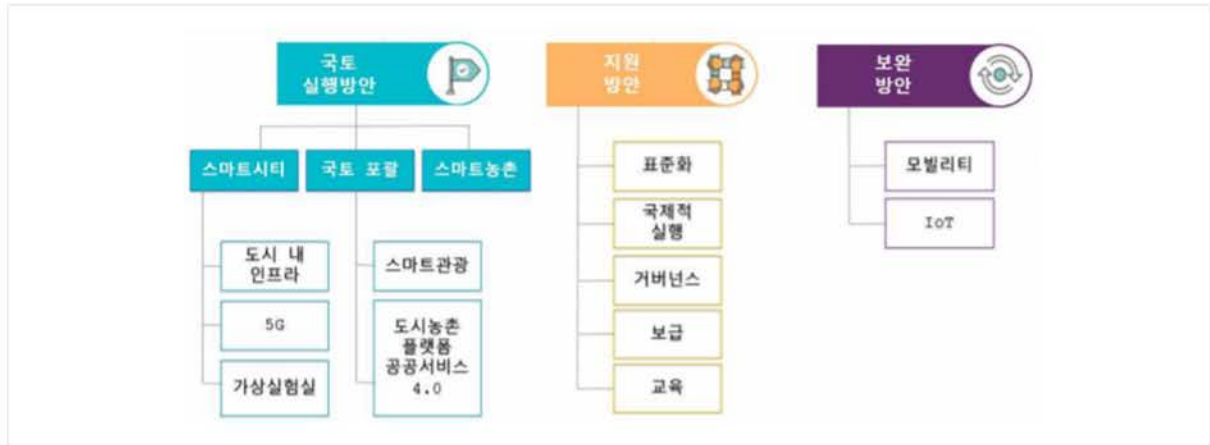 국토
실행방안
스마트시티
국토 포괄
스마트농촌
도시 내
인프라
5G
가상실험실
스마트관광
도시농촌
플랫폼
공공서비스
4.0
지원
방안
표준화
국제적
실행
거버넌스
보급
교육
보완
방안
모빌리티
IoT